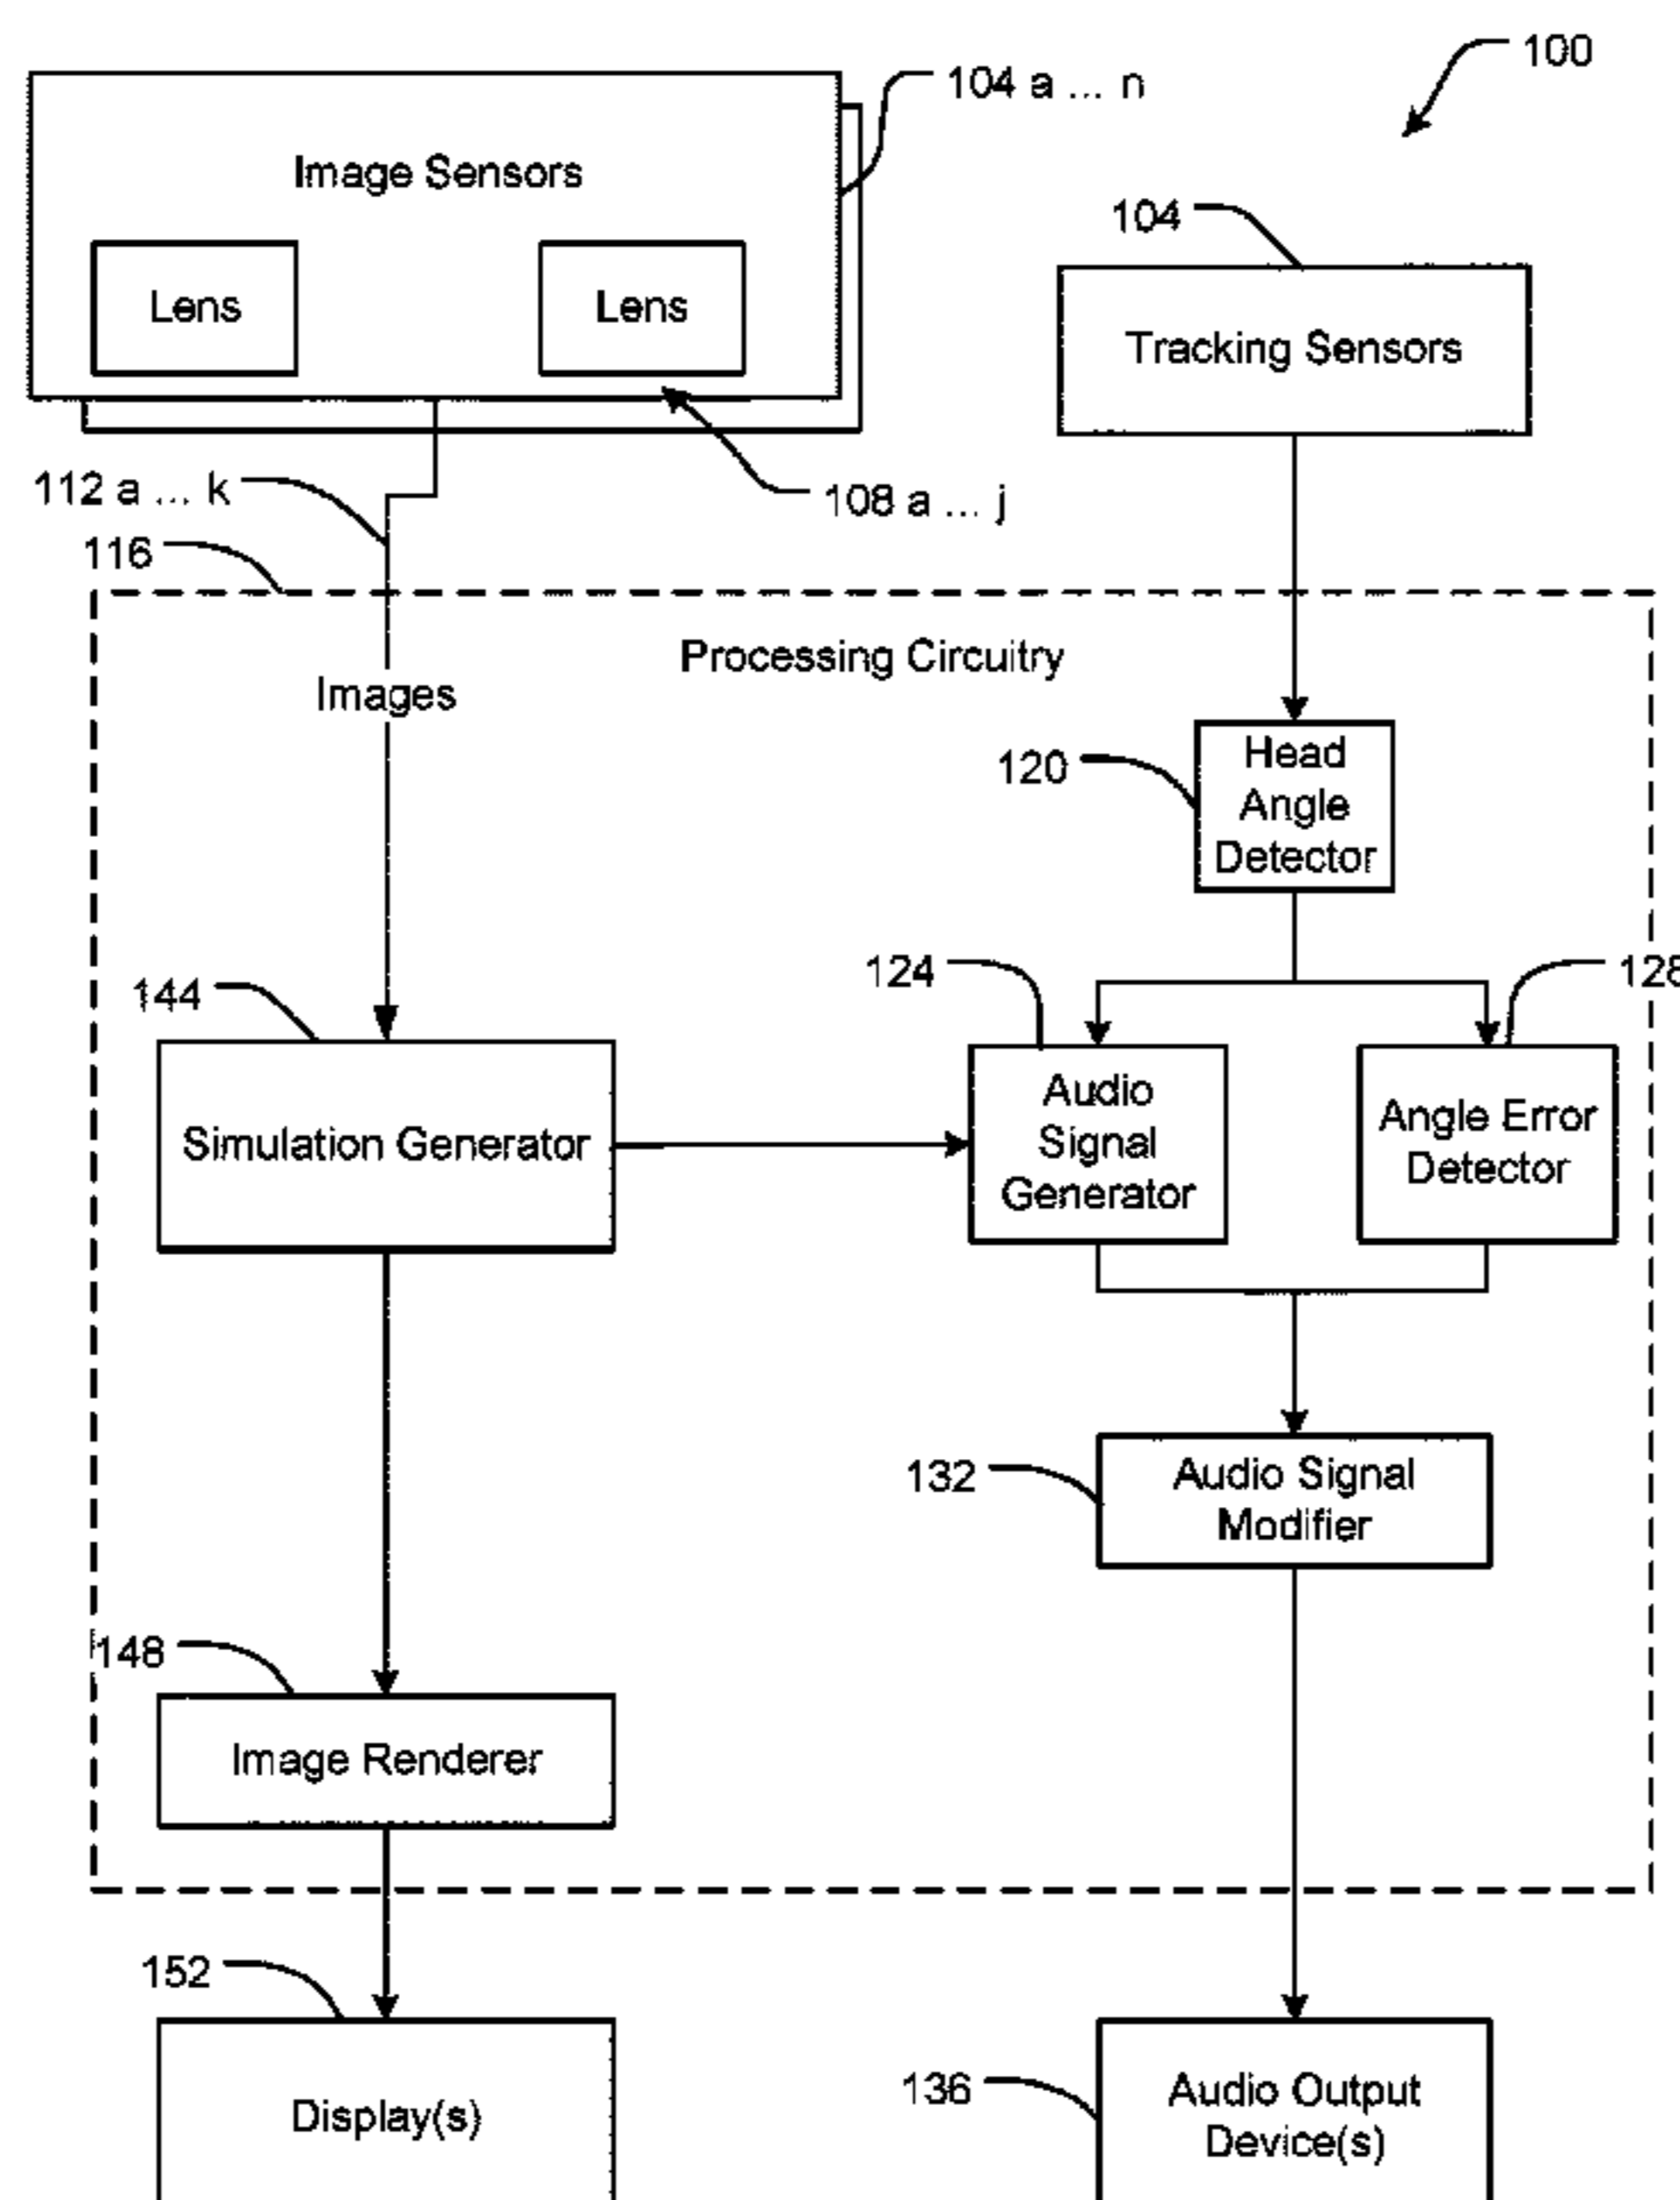 100
104 a ... n
Image Sensors
104
Lens
Lens
Tracking Sensors
112 a ... k
108 a ... j
116
Processing Circuitry
Images
120
Head
Angle
Detector
124
128
144
Audio
Signal
Generator
Angle Error
Detector
Simulation Generator
132
Audio Signal
Modifier
148
Image Renderer
152
136
Audio Output
Device(s)
Display(s)